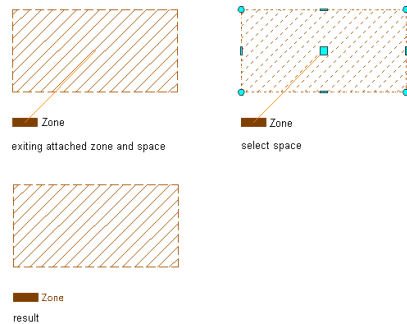 Zone
exiting attached zone and space
Zone
select space
Zone
result